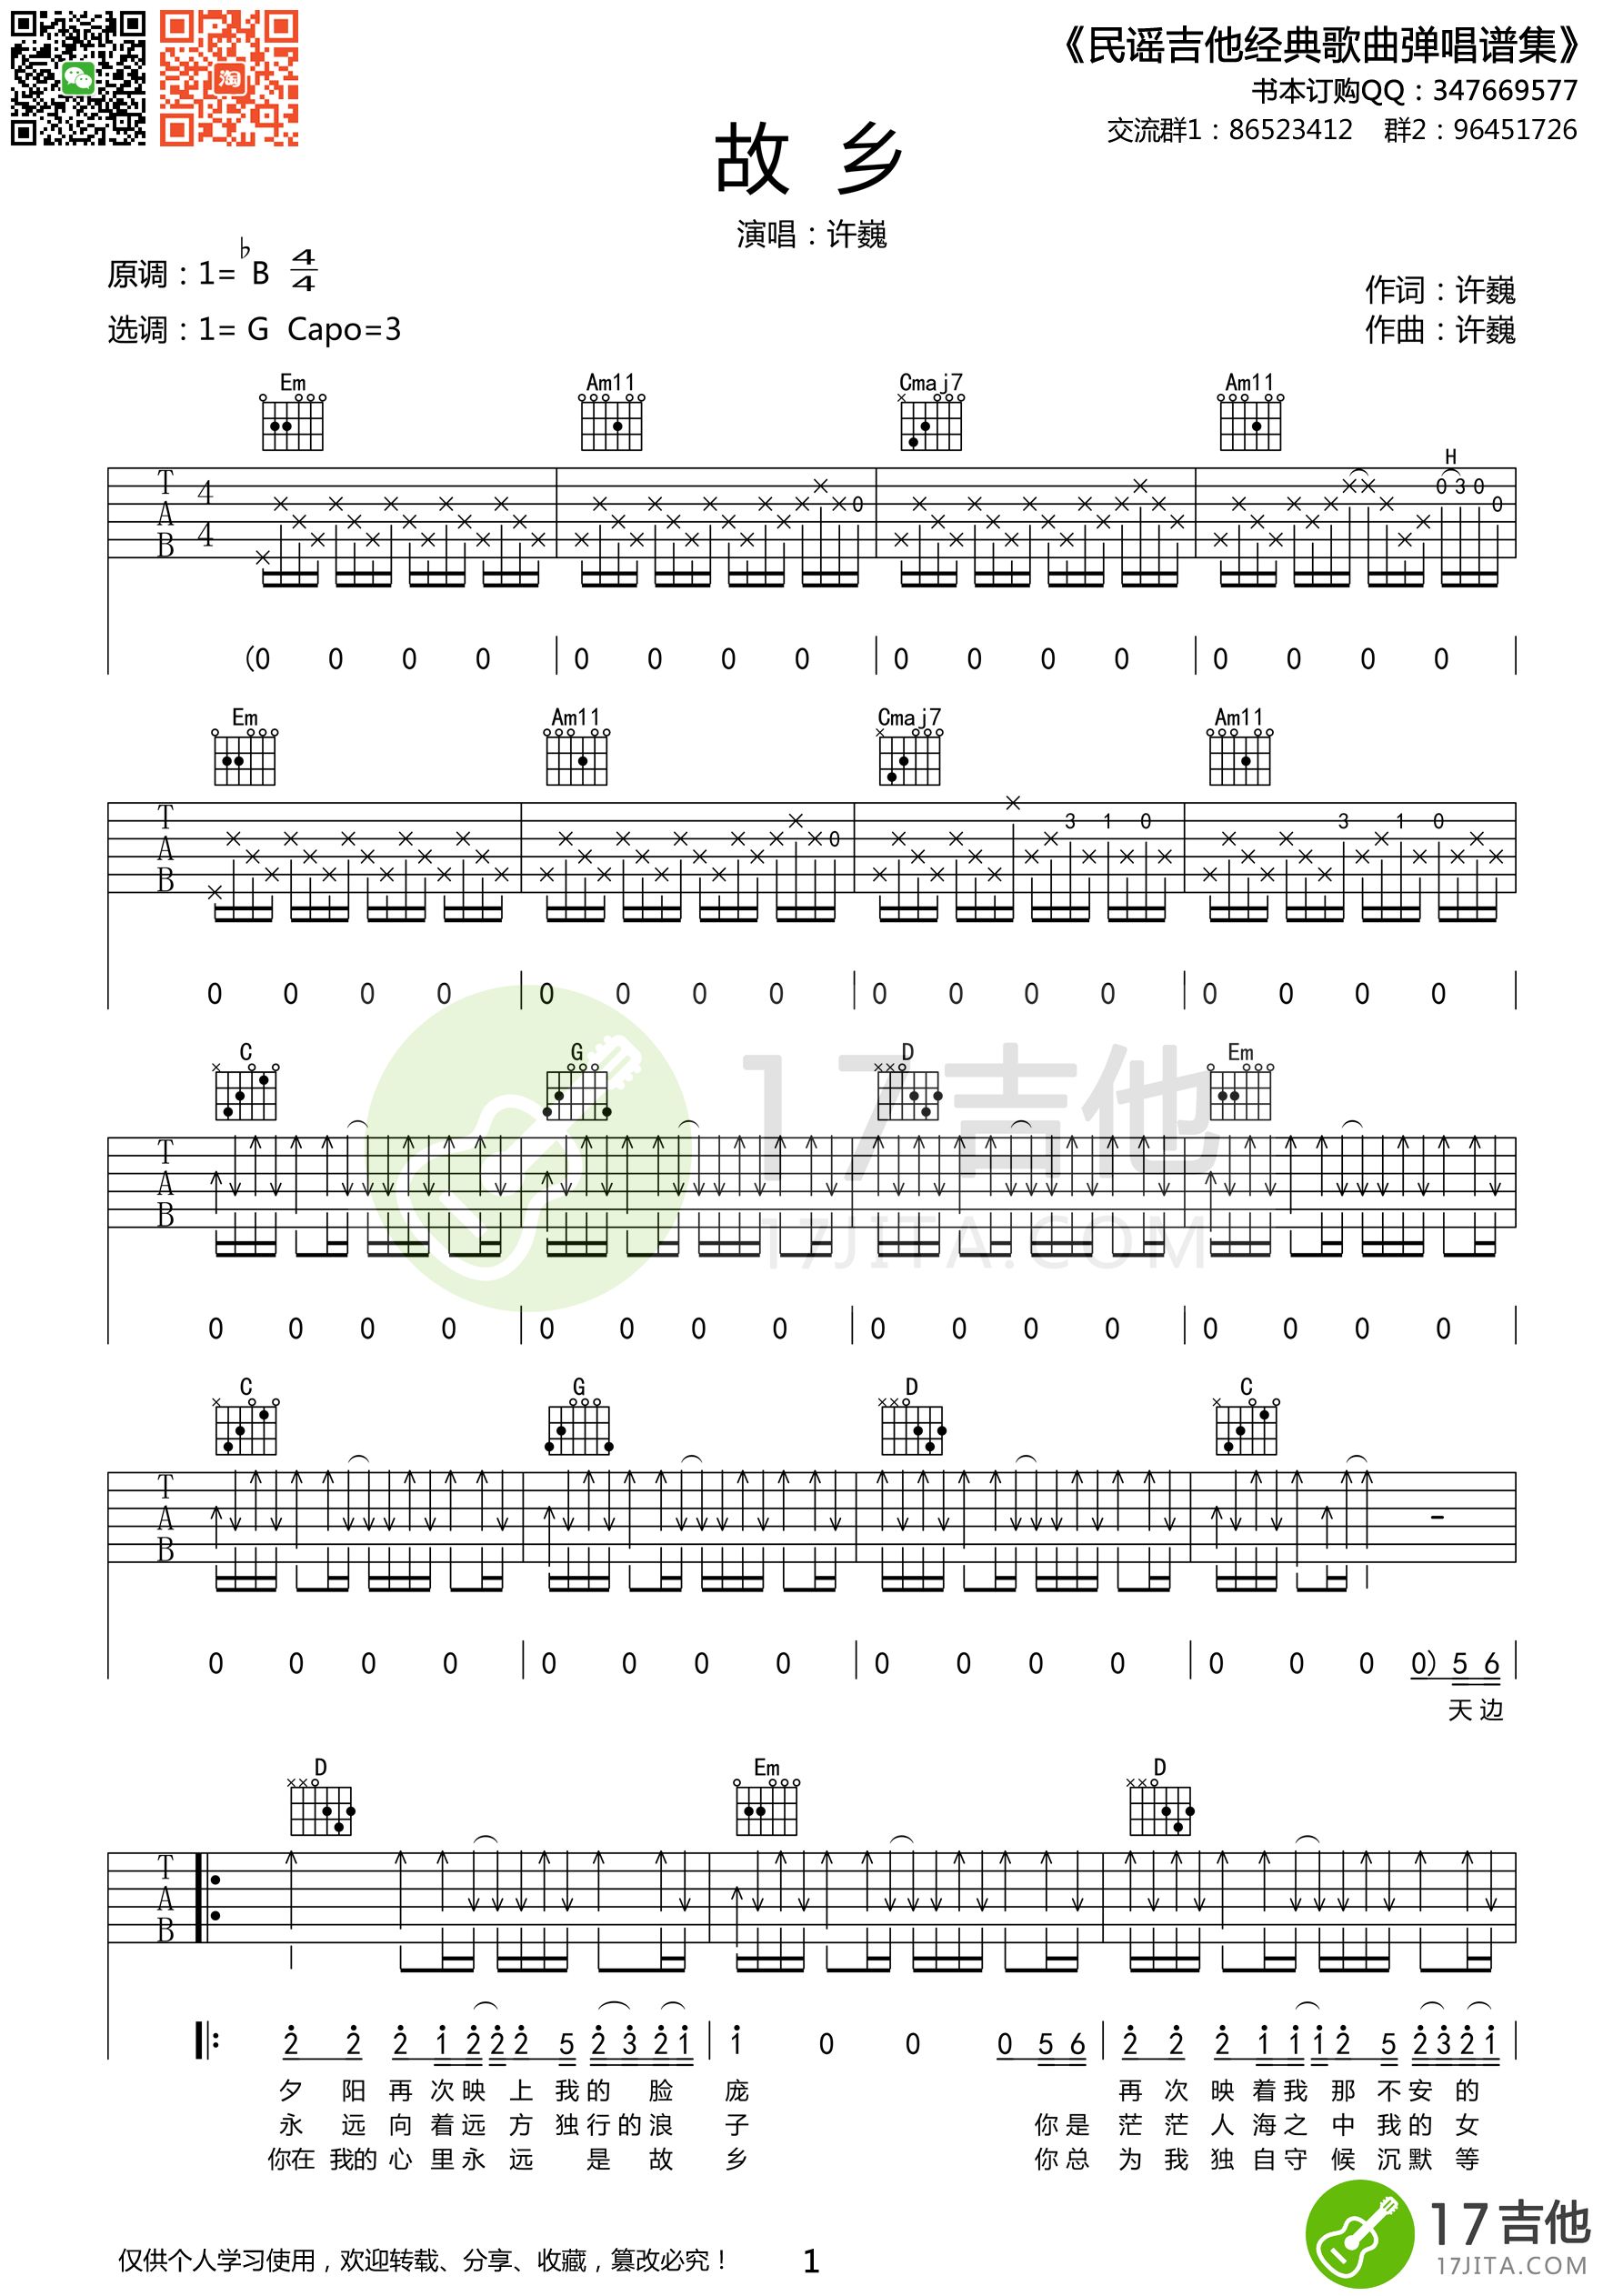 《民谣吉他经典歌曲弹唱谱集》
书本订购QQ：347669577
交流群1：86523412 群2：96451726
故 乡
演唱：许巍
原调：1=♭B 4/4
选调：1= G Capo=3
作词：许巍
作曲：许巍
Em Am11 Cmaj7 Am11
H
T A B 4 4 0 0 3 0 0
(0 0 0 0 | 0 0 0 0 | 0 0 0 0 | 0 0 0 0 |
Em Am11 Cmaj7 Am11
T A B 0 3 1 0 3 1 0
0 0 0 0 | 0 0 0 0 | 0 0 0 0 | 0 0 0 0 |
C G D Em
T A B
0 0 0 0 | 0 0 0 0 | 0 0 0 0 | 0 0 0 0 |
17吉他
17JITA.COM
C G D C
T A B
0 0 0 0 | 0 0 0 0 | 0 0 0 0 | 0 0 0 0) 5 6 |
天边
D Em D
T A B
2 2 2 1 2 2 2 5 2 3 2 1 | 1 0 0 0 5 6 | 2 2 2 1 1 1 2 5 2 3 2 1 |
夕 阳 再 次 映 上 我 的 脸 庞 再 次 映 着 我 那 不 安 的
永 远 向 着 远 方 独 行 的 浪 子 你 是 茫 茫 人 海 之 中 我 的 女
你在 我的 心 里 永 远 是 故 乡 你 总 为 我 独 自 守 候 沉 默 等
仅供个人学习使用，欢迎转载、分享、收藏，篡改必究！ 1
17吉他
17JITA.COM